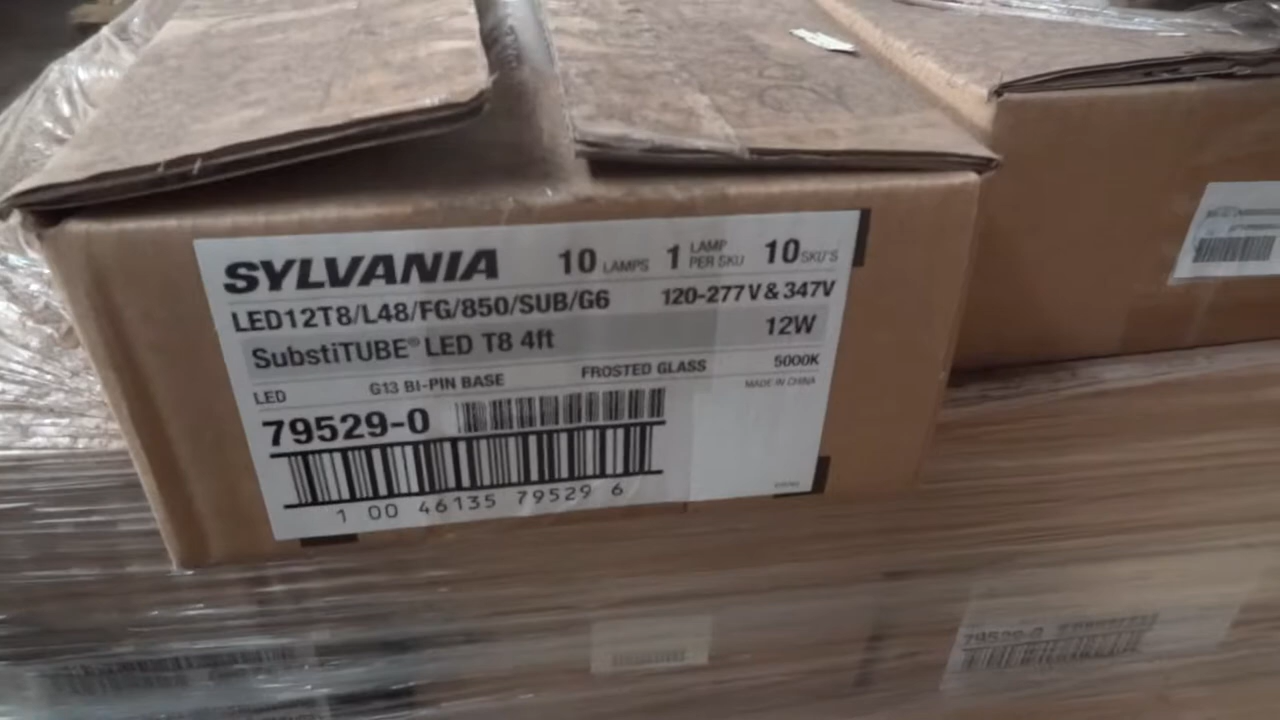 SYLVANIA 10 LAMPS 1 LAMP PER SKU 10 SKU'S
LED12T8/L48/FG/850/SUB/G6 120-277V & 347V
SubstiTUBE® LED T8 4ft 12W
LED G13 BI-PIN BASE FROSTED GLASS 5000K
MADE IN CHINA
79529-0
1 00 46135 79529 6
79529-0